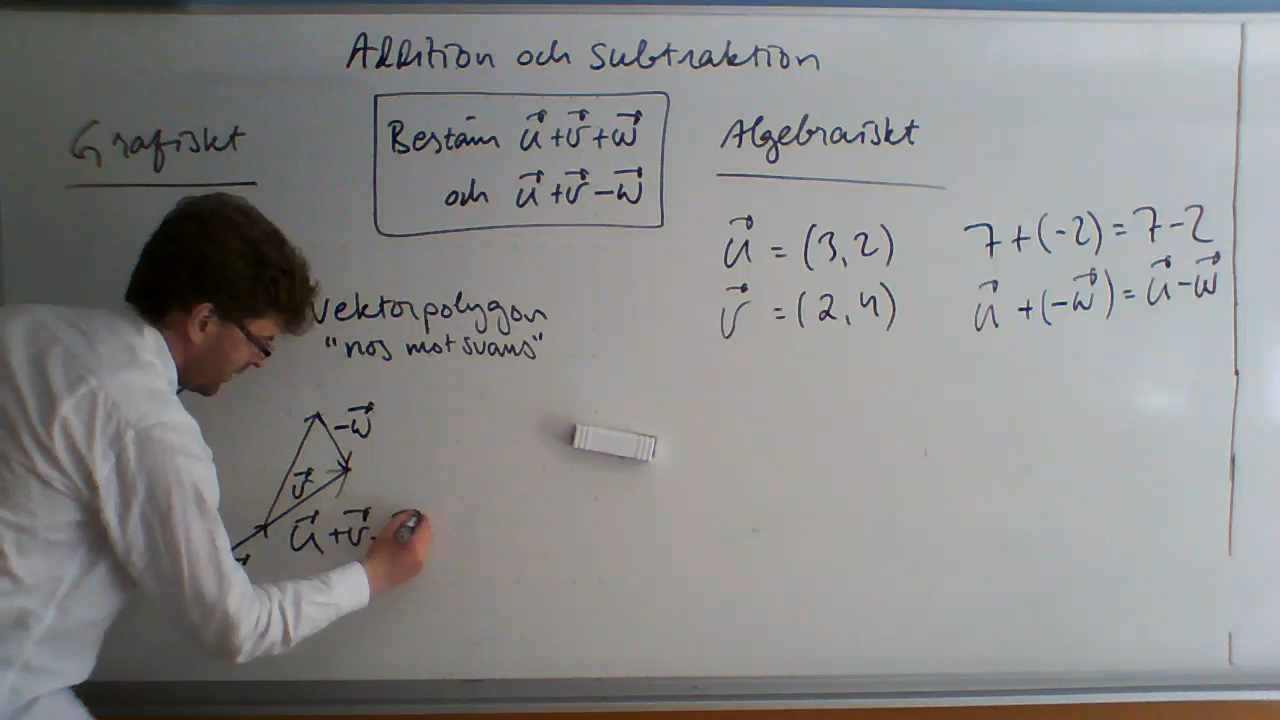 Addition och subtraktion
Grafiskt
Bestäm u⃗+v⃗+w⃗
och u⃗+v⃗-w⃗
Vektorpolygon
"nos mot svans"
-w⃗
v⃗
u⃗+v⃗-
Algebraiskt
u⃗ = (3,2)
v⃗ = (2,4)
7+(-2)=7-2
u⃗+(-w⃗)=u⃗-w⃗